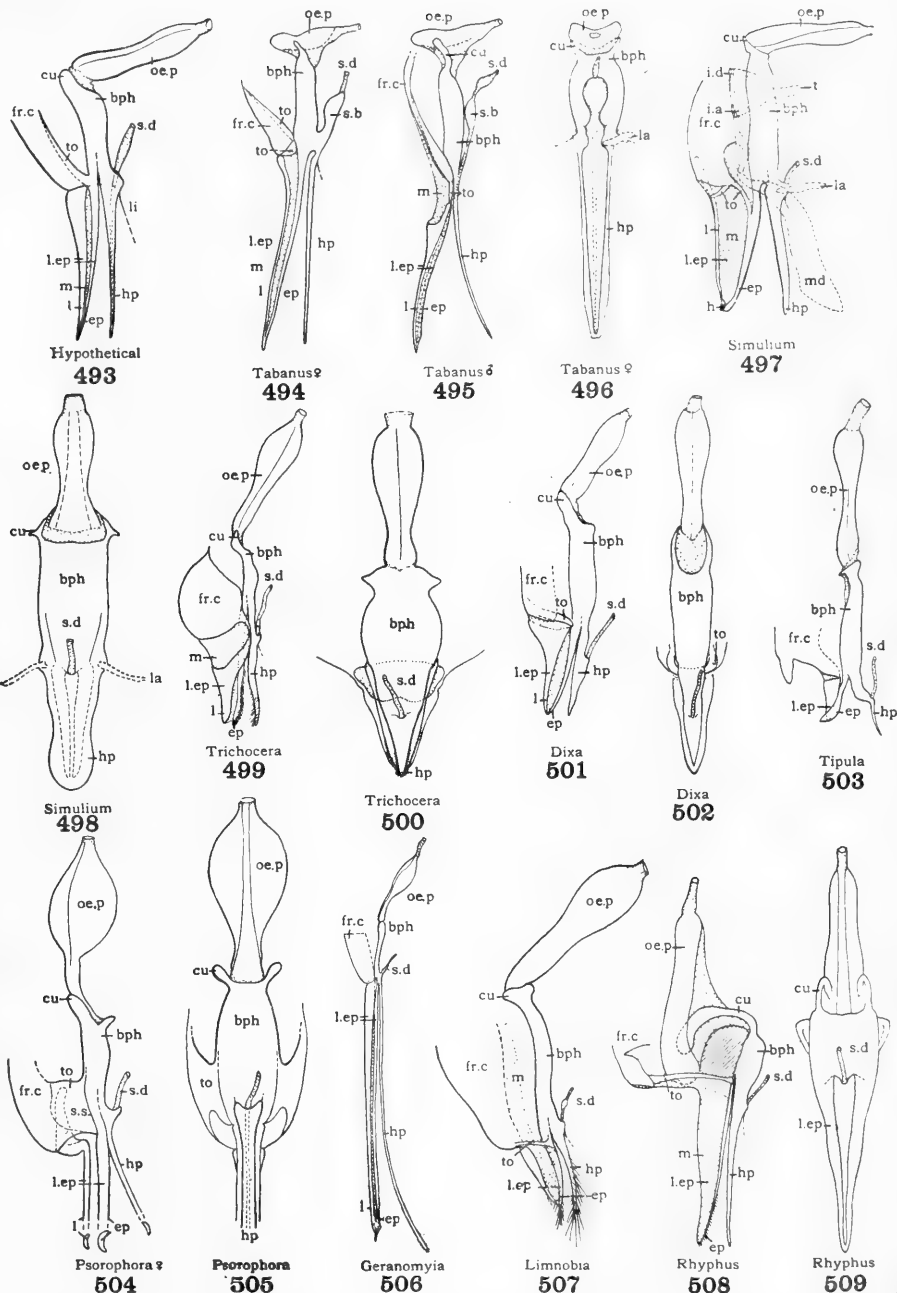 oe.p
cu
bph
fr.c
to
s.d
li
l.ep
m
hp
l
ep
Hypothetical
493
oe.p
cu
bph
s.d
fr.c
to
s.b
to
l.ep
hp
m
l
ep
Tabanus♀
494
oe.p
cu
s.d
fr.c
s.b
bph
m
to
l.ep
hp
l
ep
Tabanus♂
495
oe.p
cu
bph
la
hp
Tabanus ♀
496
cu
oe.p
i.d
t
i.a
bph
fr.c
s.d
la
to
l
m
l.ep
md
h
ep
hp
Simulium
497
oe.p
cu
bph
s.d
la
hp
Simulium
498
oe.p
cu
bph
s.d
fr.c
m
hp
l.ep
l
ep
Trichocera
499
bph
s.d
hp
Trichocera
500
oe.p
cu
bph
fr.c
to
s.d
l.ep
hp
l
ep
Dixa
501
bph
to
Dixa
502
oe.p
bph
fr.c
s.d
l.ep
ep
hp
Tipula
503
oe.p
cu
bph
to
s.d
fr.c
s.s
hp
l.ep
l
ep
Psorophora♀
504
oe.p
cu
bph
to
hp
Psorophora
505
oe.p
fr.c
bph
s.d
l.ep
hp
l
ep
Geranomyia
506
oe.p
cu
bph
fr.c
m
s.d
to
hp
l.ep
ep
Limnobia
507
oe.p
cu
fr.c
bph
s.d
to
m
hp
l.ep
ep
Rhyphus
508
cu
s.d
l.ep
Rhyphus
509